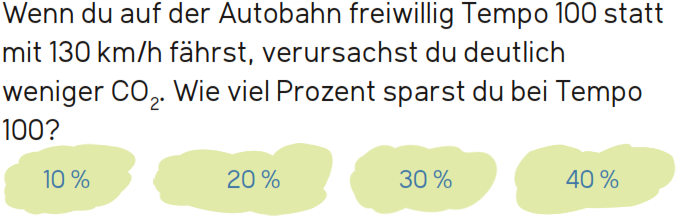 Wenn du auf der Autobahn freiwillig Tempo 100 statt
mit 130 km/h fährst, verursachst du deutlich
weniger CO₂. Wie viel Prozent sparst du bei Tempo
100?
10 % 20 % 30 % 40 %